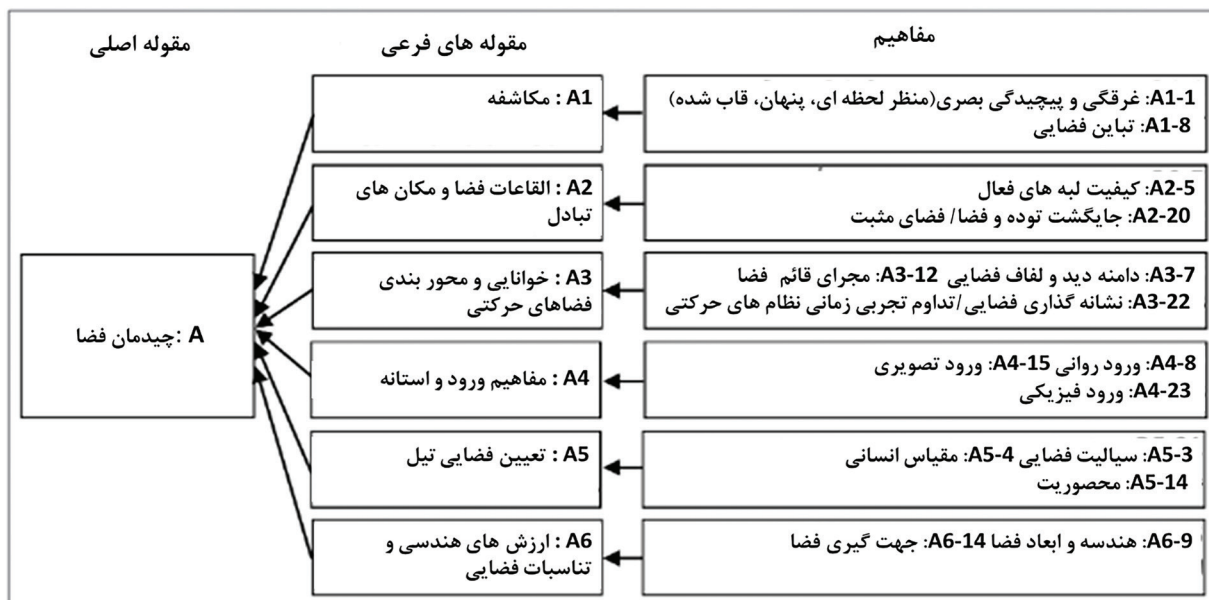 مفاهیم
مقوله های فرعی
مقوله اصلی
A1-1: غرقگی و پیچیدگی بصری(منظر لحظه ای، پنهان، قاب شده)
A1-8: تباین فضایی
A1 : مکاشفه
A2-5: کیفیت لبه های فعال
A2-20: جایگشت توده و فضا/ فضای مثبت
A2 : القاعات فضا و مکان های
تبادل
A3-7: دامنه دید و لفاف فضایی A3-12: مجرای قائم فضا
A3-22: نشانه گذاری فضایی/تداوم تجربی زمانی نظام های حرکتی
A3 : خوانایی و محور بندی
فضاهای حرکتی
A4-8: ورود روانی A4-15: ورود تصویری
A4-23: ورود فیزیکی
A4 : مفاهیم ورود و استانه
A5-3: سیالیت فضایی A5-4: مقیاس انسانی
A5-14: محصوریت
A5 : تعیین فضایی تیل
A6-9: هندسه و ابعاد فضا A6-14: جهت گیری فضا
A6 : ارزش های هندسی و
تناسبات فضایی
A :چیدمان فضا